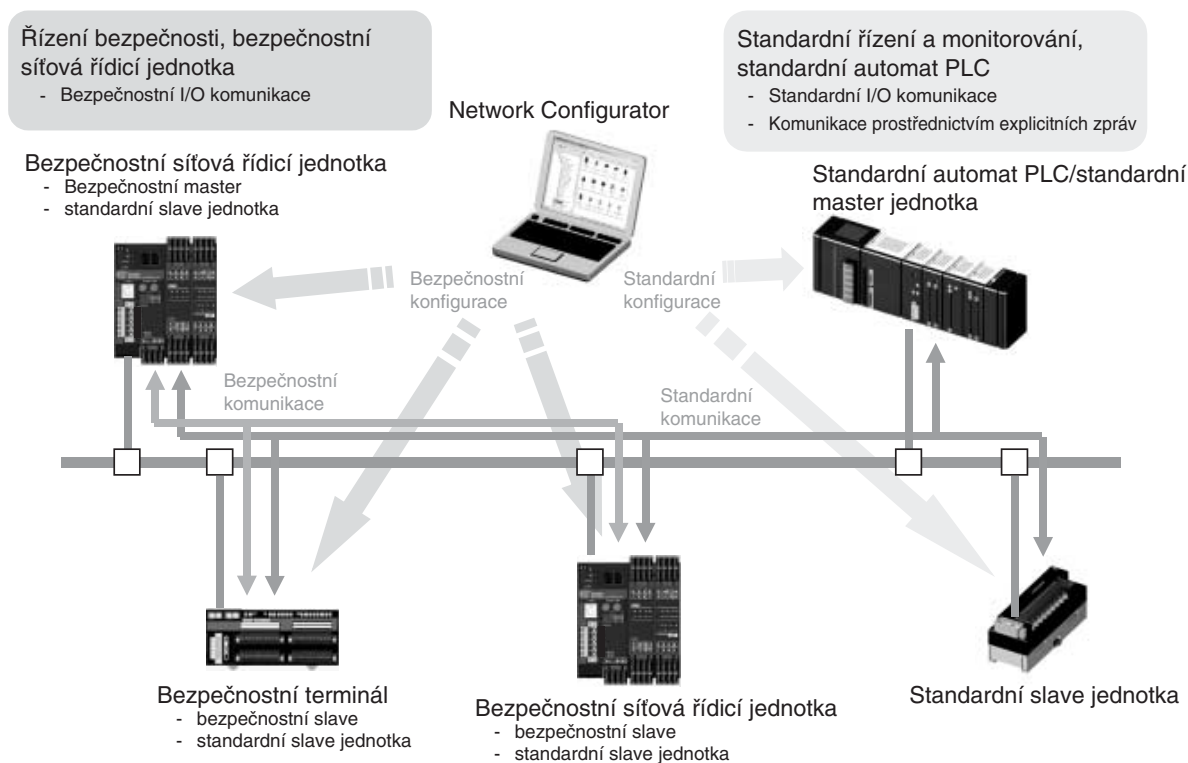 Řízení bezpečnosti, bezpečnostní
síťová řídicí jednotka
- Bezpečnostní I/O komunikace
Standardní řízení a monitorování,
standardní automat PLC
- Standardní I/O komunikace
- Komunikace prostřednictvím explicitních zpráv
Network Configurator
Bezpečnostní síťová řídicí jednotka
- Bezpečnostní master
- standardní slave jednotka
Standardní automat PLC/standardní
master jednotka
Bezpečnostní
konfigurace
Standardní
konfigurace
Bezpečnostní
komunikace
Standardní
komunikace
Bezpečnostní terminál
- bezpečnostní slave
- standardní slave jednotka
Bezpečnostní síťová řídicí jednotka
- bezpečnostní slave
- standardní slave jednotka
Standardní slave jednotka